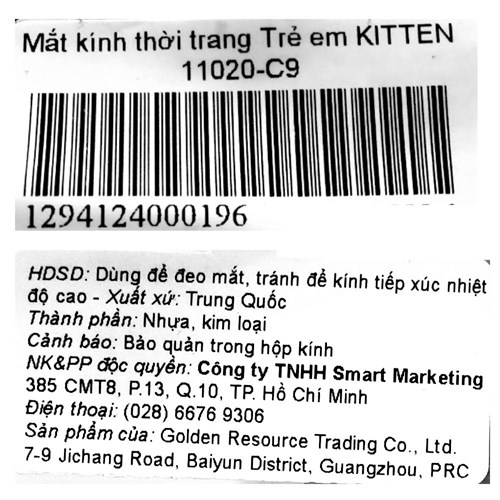 Mắt kính thời trang Trẻ em KITTEN
11020-C9
1294124000196
HDSD: Dùng để đeo mắt, tránh để kính tiếp xúc nhiệt
độ cao - Xuất xứ: Trung Quốc
Thành phần: Nhựa, kim loại
Cảnh báo: Bảo quản trong hộp kính
NK&PP độc quyền: Công ty TNHH Smart Marketing
385 CMT8, P.13, Q.10, TP. Hồ Chí Minh
Điện thoại: (028) 6676 9306
Sản phẩm của: Golden Resource Trading Co., Ltd.
7-9 Jichang Road, Baiyun District, Guangzhou, PRC